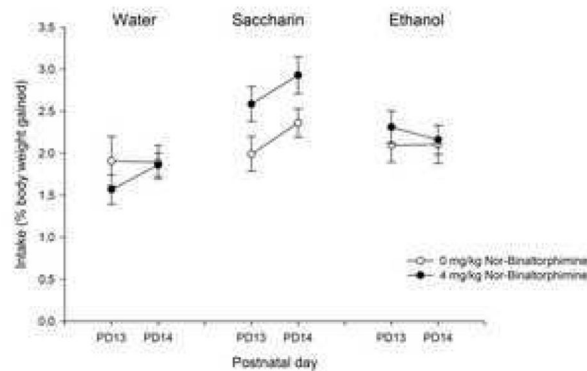 Water Saccharin Ethanol
3.5
3.0
2.5
2.0
1.5
1.0
0.5
0.0
Intake (% body weight gained)
0 mg/kg Nor-Binaltorphimine
4 mg/kg Nor-Binaltorphimine
PD13 PD14 PD13 PD14 PD13 PD14
Postnatal day